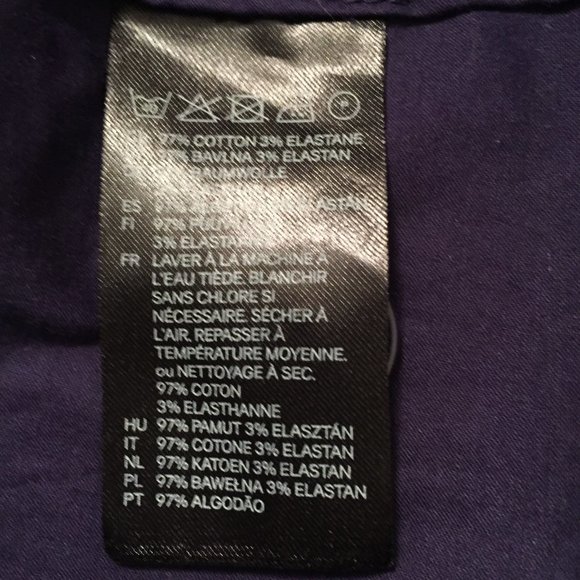 97% COTTON 3% ELASTANE
BAVLNA 3% ELASTAN
BAUMWOLLE
ES
FI 97%
3%
FR LAVER À LA MACHINE À
L'EAU TIÈDE. BLANCHIR
SANS CHLORE SI
NÉCESSAIRE. SÉCHER À
L'AIR. REPASSER À
TEMPÉRATURE MOYENNE.
ou NETTOYAGE À SEC.
97% COTON
3% ELASTHANNE
HU 97% PAMUT 3% ELASZTÁN
IT 97% COTONE 3% ELASTAN
NL 97% KATOEN 3% ELASTAN
PL 97% BAWEŁNA 3% ELASTAN
PT 97% ALGODÃO